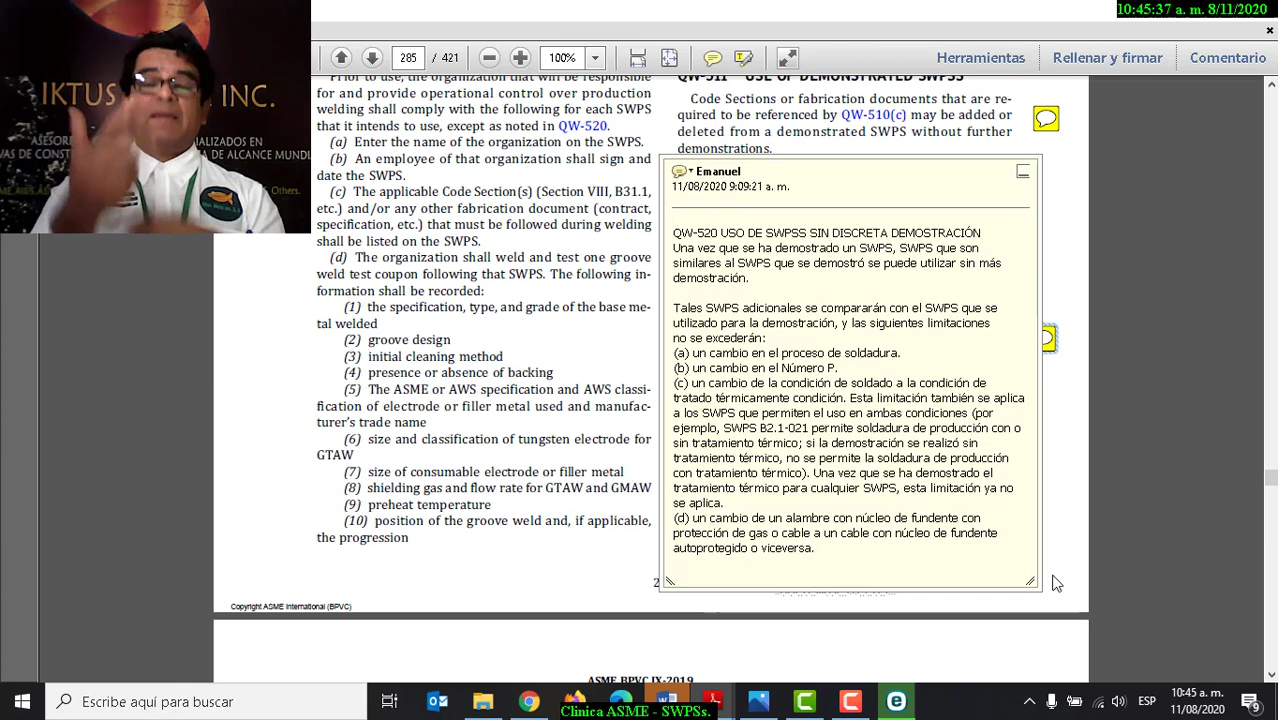 10:45:37 a. m. 8/11/2020
IKTUS
INC.
285 / 421
100%
Herramientas
Rellenar y firmar
Comentario
Prior to use, the organization that will be responsible
for and provide operational control over production
welding shall comply with the following for each SWPS
that it intends to use, except as noted in QW-520.
(a) Enter the name of the organization on the SWPS.
(b) An employee of that organization shall sign and
date the SWPS.
(c) The applicable Code Section(s) (Section VIII, B31.1,
etc.) and/or any other fabrication document (contract,
specification, etc.) that must be followed during welding
shall be listed on the SWPS.
(d) The organization shall weld and test one groove
weld test coupon following that SWPS. The following in-
formation shall be recorded:
(1) the specification, type, and grade of the base me-
tal welded
(2) groove design
(3) initial cleaning method
(4) presence or absence of backing
(5) The ASME or AWS specification and AWS classi-
fication of electrode or filler metal used and manufac-
turer's trade name
(6) size and classification of tungsten electrode for
GTAW
(7) size of consumable electrode or filler metal
(8) shielding gas and flow rate for GTAW and GMAW
(9) preheat temperature
(10) position of the groove weld and, if applicable,
the progression
QW-511 USE OF DEMONSTRATED SWPSS
Code Sections or fabrication documents that are re-
quired to be referenced by QW-510(c) may be added or
deleted from a demonstrated SWPS without further
demonstrations.
Emanuel
11/08/2020 9:09:21 a. m.
QW-520 USO DE SWPSS SIN DISCRETA DEMOSTRACIÓN
Una vez que se ha demostrado un SWPS, SWPS que son
similares al SWPS que se demostró se puede utilizar sin más
demostración.
Tales SWPS adicionales se compararán con el SWPS que se
utilizado para la demostración, y las siguientes limitaciones
no se excederán:
(a) un cambio en el proceso de soldadura.
(b) un cambio en el Número P.
(c) un cambio de la condición de soldado a la condición de
tratado térmicamente condición. Esta limitación también se aplica
a los SWPS que permiten el uso en ambas condiciones (por
ejemplo, SWPS B2.1-021 permite soldadura de producción con o
sin tratamiento térmico; si la demostración se realizó sin
tratamiento térmico, no se permite la soldadura de producción
con tratamiento térmico). Una vez que se ha demostrado el
tratamiento térmico para cualquier SWPS, esta limitación ya no
se aplica.
(d) un cambio de un alambre con núcleo de fundente con
protección de gas o cable a un cable con núcleo de fundente
autoprotegido o viceversa.
2
Copyright ASME International (BPVC)
ASME BPVC.IX-2019
Escribe aquí para buscar
Clinica ASME - SWPSs.
ESP
10:45 a. m.
11/08/2020